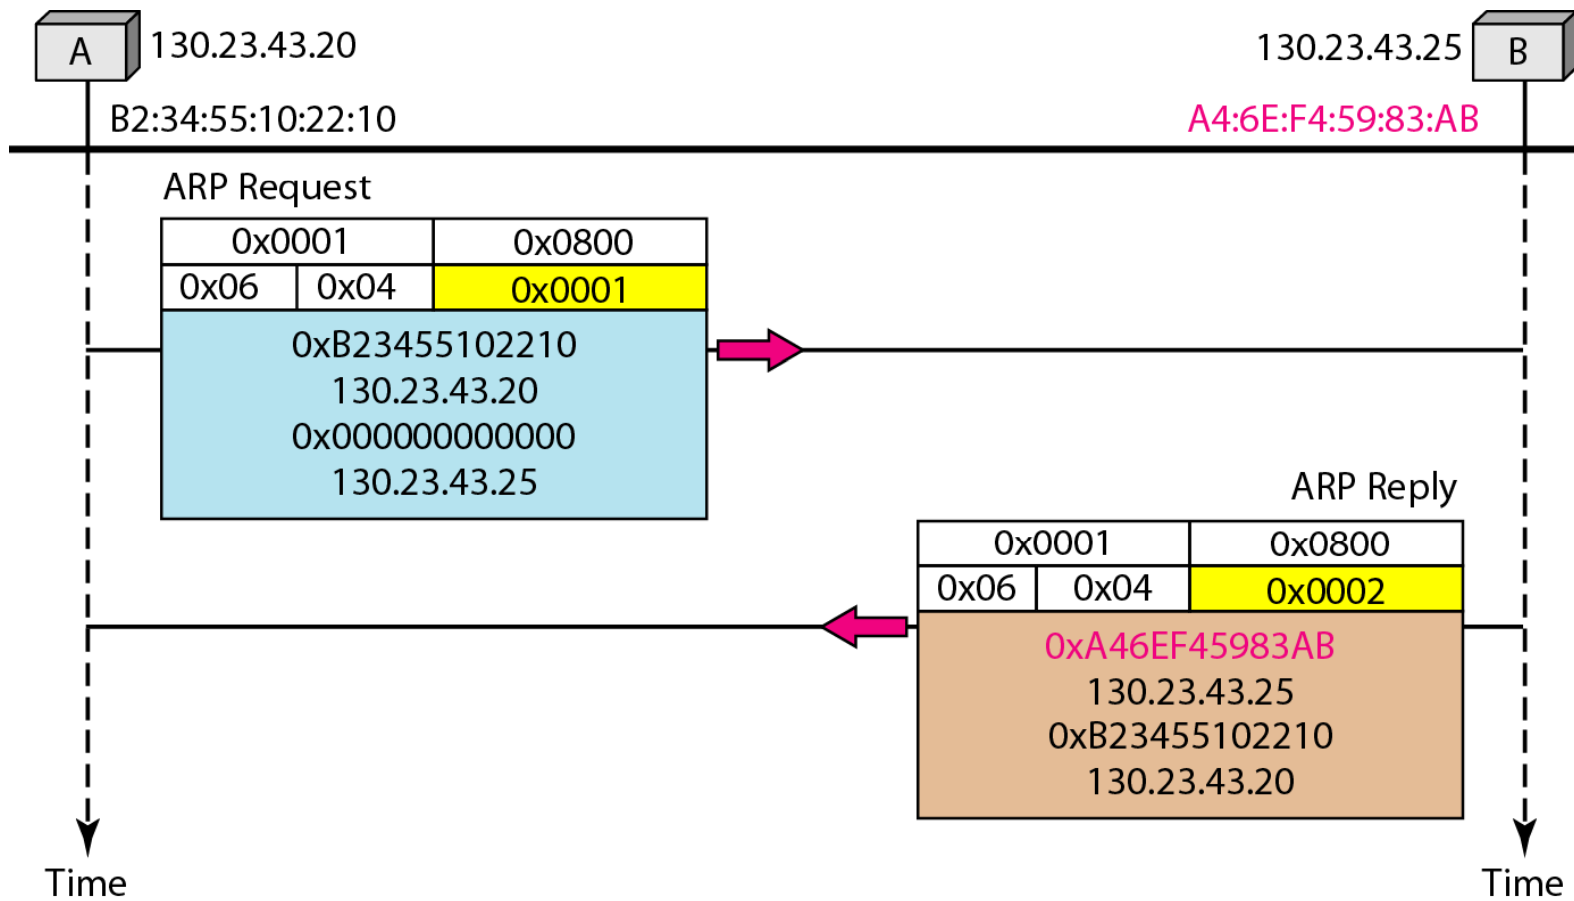 A 130.23.43.20 130.23.43.25 B
B2:34:55:10:22:10 A4:6E:F4:59:83:AB
ARP Request
0x0001 0x0800
0x06 0x04 0x0001
0xB23455102210
130.23.43.20
0x000000000000
130.23.43.25
ARP Reply
0x0001 0x0800
0x06 0x04 0x0002
0xA46EF45983AB
130.23.43.25
0xB23455102210
130.23.43.20
Time Time